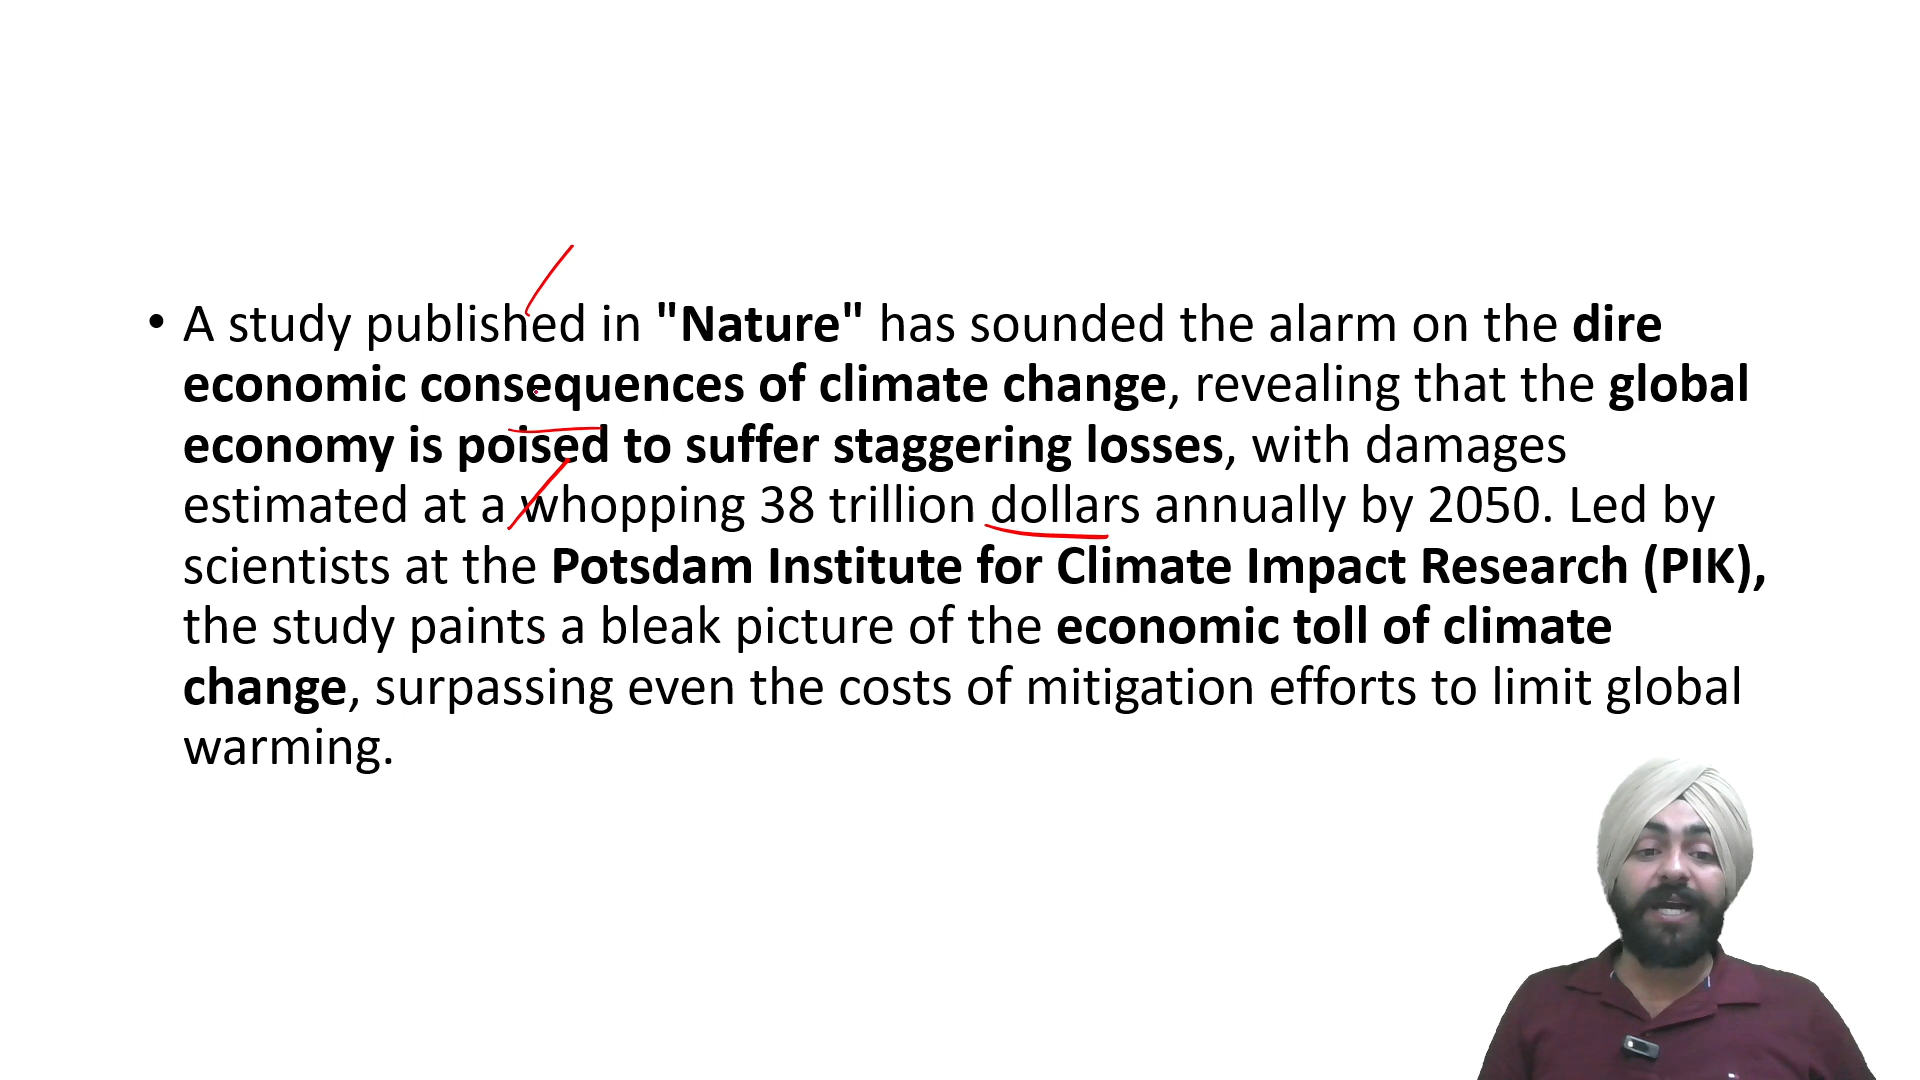 • A study published in "Nature" has sounded the alarm on the dire
economic consequences of climate change, revealing that the global
economy is poised to suffer staggering losses, with damages
estimated at a whopping 38 trillion dollars annually by 2050. Led by
scientists at the Potsdam Institute for Climate Impact Research (PIK),
the study paints a bleak picture of the economic toll of climate
change, surpassing even the costs of mitigation efforts to limit global
warming.